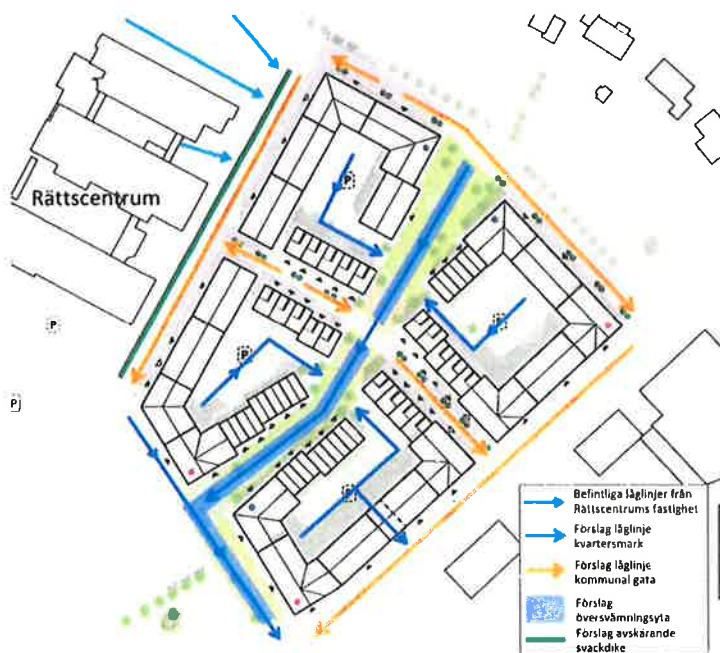 Rättscentrum
P
P
P
P
P
P
Befintliga låglinjer från
Rättscentrums fastighet
Förslag låglinje
kvartersmark
Förslag låglinje
kommunal gata
Förslag
översvämningsyta
Förslag avskärande
svackdike